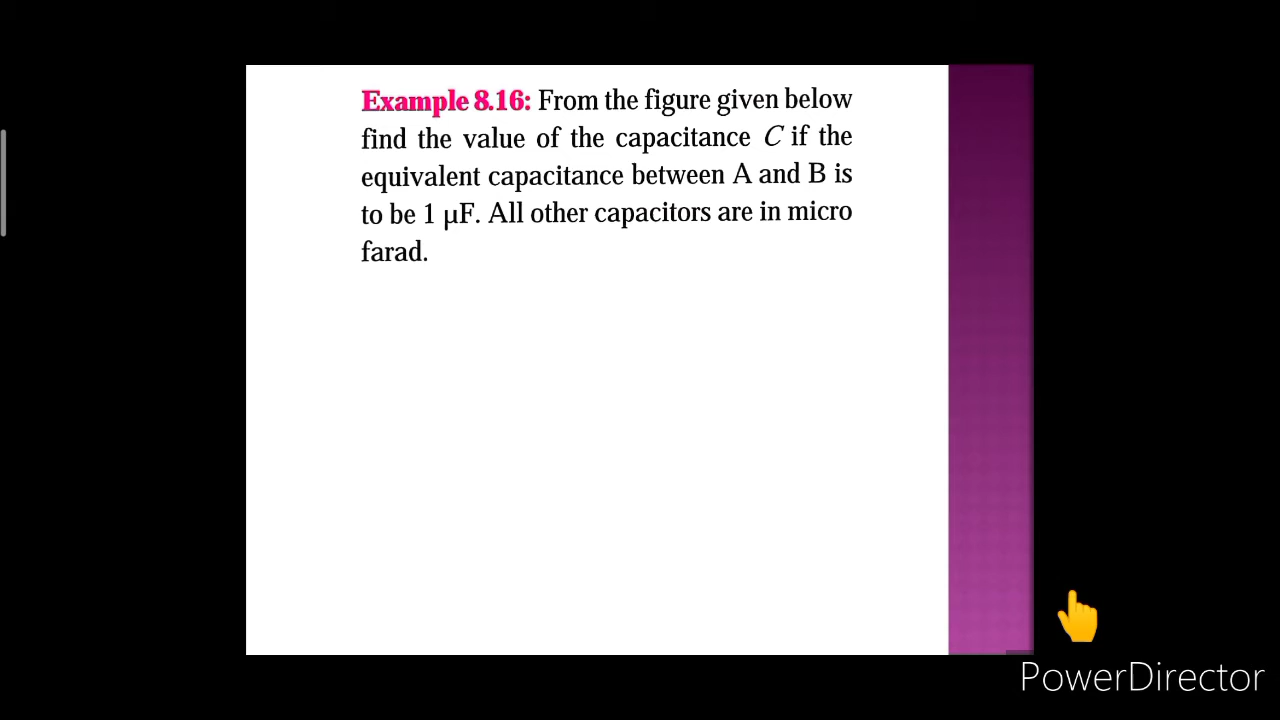 Example 8.16: From the figure given below
find the value of the capacitance C if the
equivalent capacitance between A and B is
to be 1 μF. All other capacitors are in micro
farad.
PowerDirector